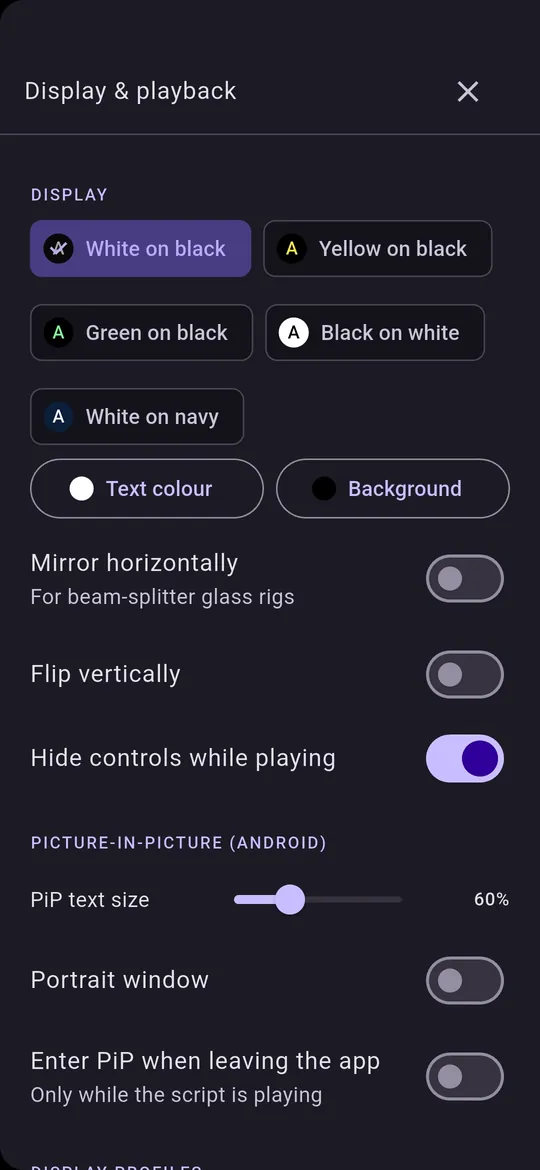 Display & playback
DISPLAY
A White on black
A Yellow on black
A Green on black
A Black on white
A White on navy
Text colour
Background
Mirror horizontally
For beam-splitter glass rigs
Flip vertically
Hide controls while playing
PICTURE-IN-PICTURE (ANDROID)
PiP text size 60%
Portrait window
Enter PiP when leaving the app
Only while the script is playing
DISPLAY PROFILES